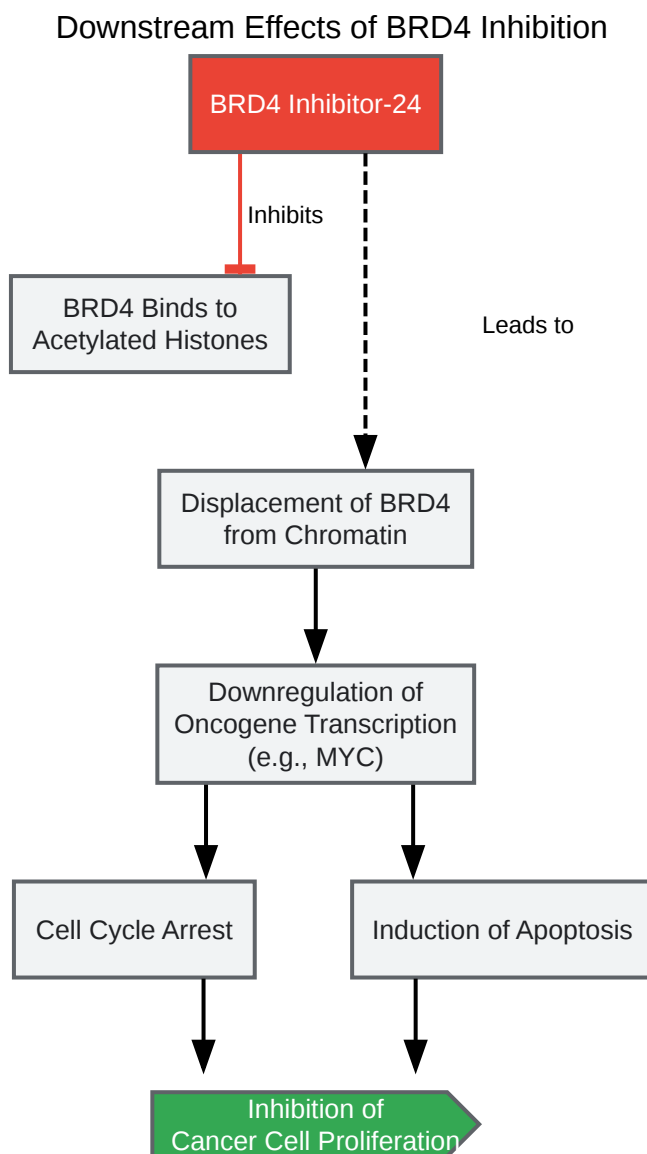 Downstream Effects of BRD4 Inhibition
BRD4 Inhibitor-24
Inhibits
BRD4 Binds to
Acetylated Histones
Leads to
Displacement of BRD4
from Chromatin
Downregulation of
Oncogene Transcription
(e.g., MYC)
Cell Cycle Arrest
Induction of Apoptosis
Inhibition of
Cancer Cell Proliferation